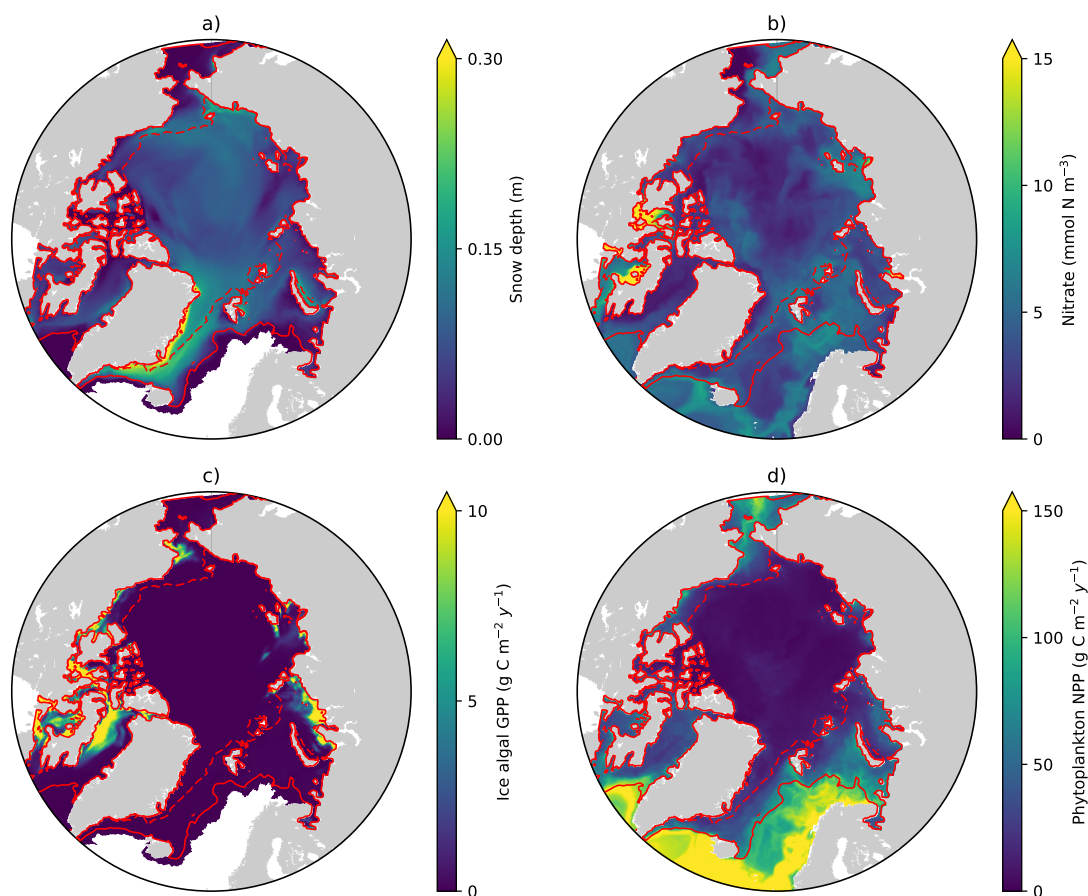 a)
0.30
0.15
0.00
Snow depth (m)
b)
15
10
5
0
Nitrate (mmol N m⁻³)
c)
10
5
0
Ice algal GPP (g C m⁻² y⁻¹)
d)
150
100
50
0
Phytoplankton NPP (g C m⁻² y⁻¹)